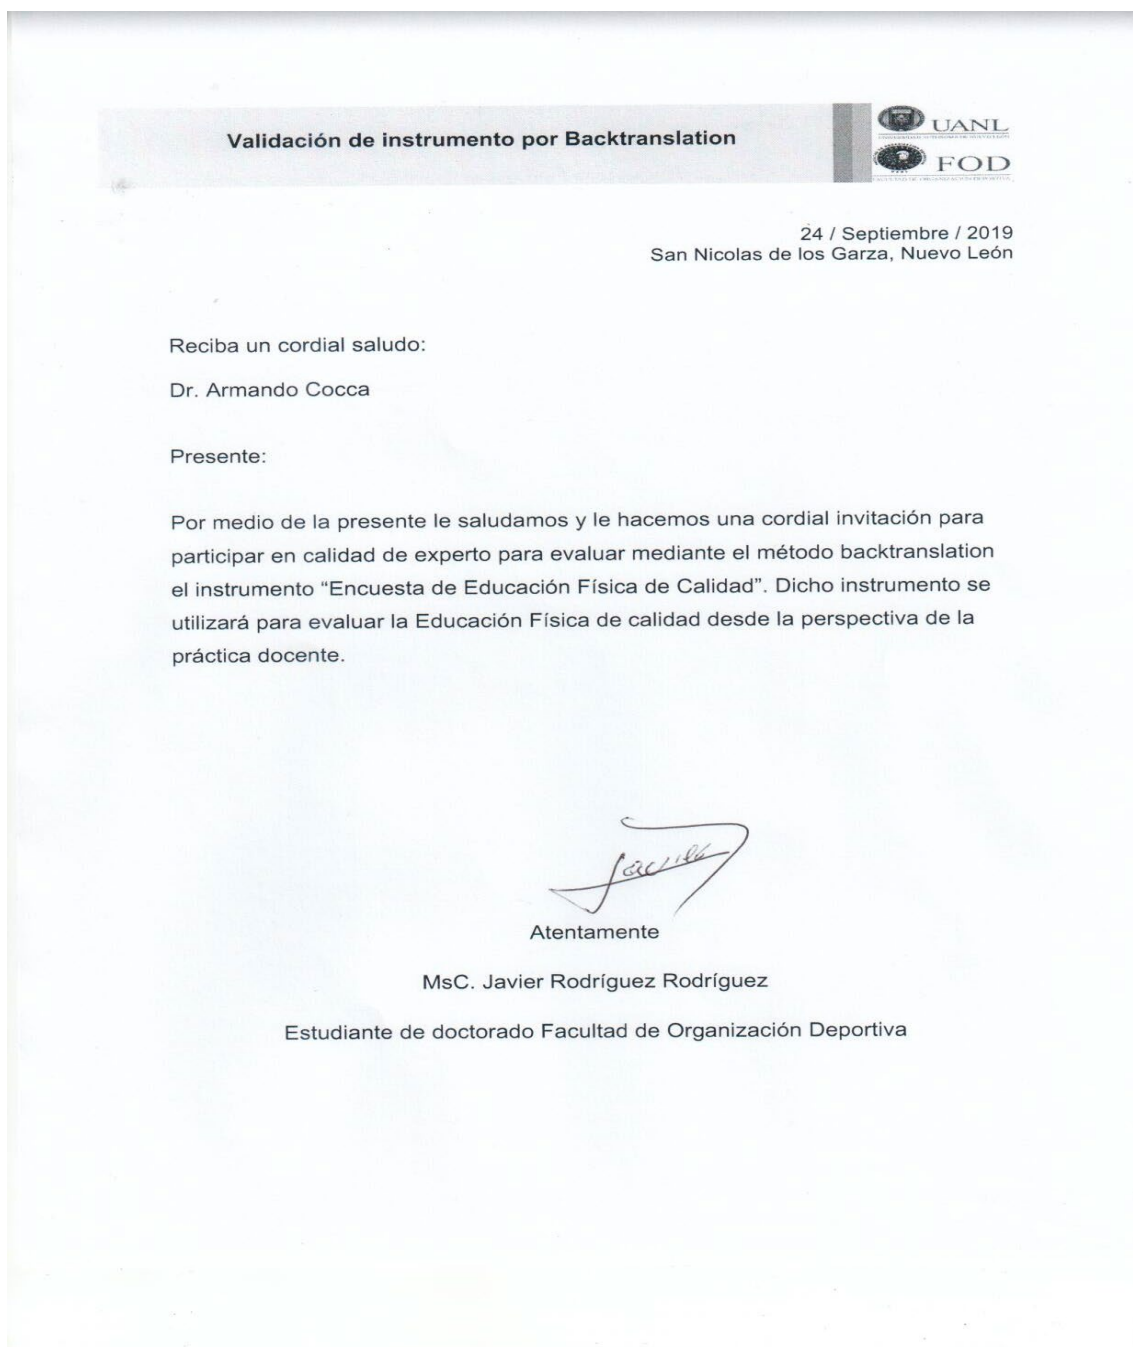 Validación de instrumento por Backtranslation
UANL
FOD
24 / Septiembre / 2019
San Nicolas de los Garza, Nuevo León
Reciba un cordial saludo:
Dr. Armando Cocca
Presente:
Por medio de la presente le saludamos y le hacemos una cordial invitación para
participar en calidad de experto para evaluar mediante el método backtranslation
el instrumento “Encuesta de Educación Física de Calidad”. Dicho instrumento se
utilizará para evaluar la Educación Física de calidad desde la perspectiva de la
práctica docente.
Atentamente
MsC. Javier Rodríguez Rodríguez
Estudiante de doctorado Facultad de Organización Deportiva